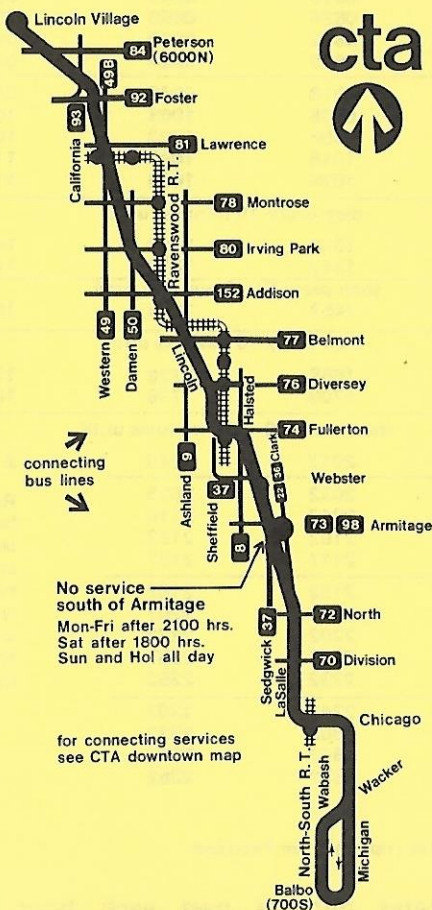 Lincoln Village
cta
84 Peterson
(6000N)
49B
92 Foster
93
California
81 Lawrence
Ravenswood R.T.
78 Montrose
80 Irving Park
152 Addison
Western
49
Damen
50
Lincoln
77 Belmont
76 Diversey
Halsted
74 Fullerton
connecting
bus lines
Ashland
9
Sheffield
37
8
22 36 Clark
Webster
73 98 Armitage
No service
south of Armitage
Mon-Fri after 2100 hrs.
Sat after 1800 hrs.
Sun and Hol all day
Sedgwick
37
72 North
LaSalle
70 Division
Chicago
for connecting services
see CTA downtown map
North-South R.T.
Wabash
Wacker
Michigan
Balbo
(700S)